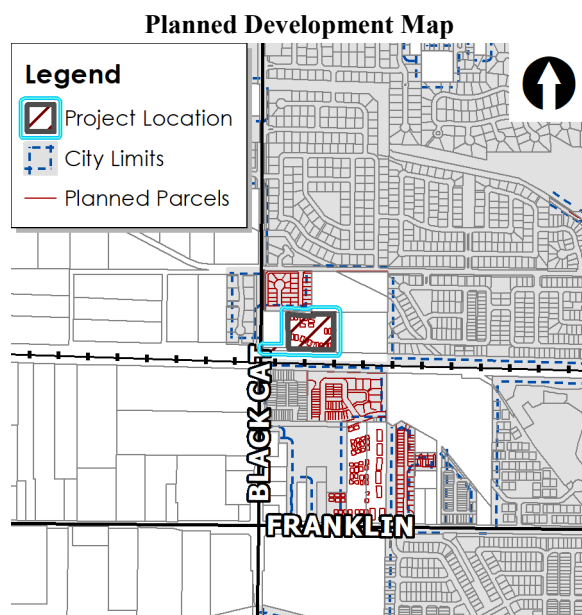 Planned Development Map
Legend
Project Location
City Limits
Planned Parcels
BLACK CAT
FRANKLIN